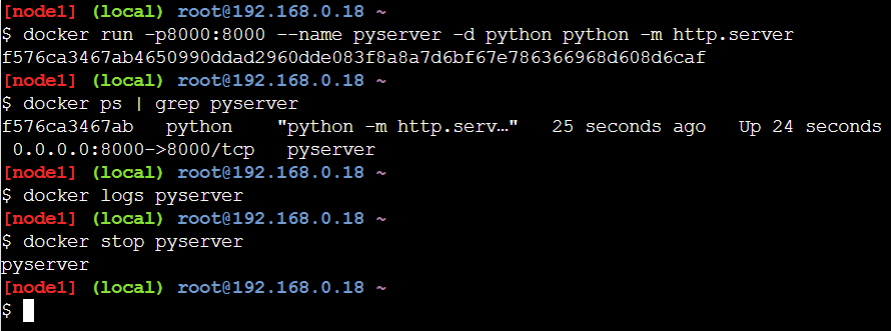 [node1] (local) root@192.168.0.18 ~
$ docker run -p8000:8000 --name pyserver -d python python -m http.server
f576ca3467ab4650990ddad2960dde083f8a8a7d6bf67e786366968d608d6caf
[node1] (local) root@192.168.0.18 ~
$ docker ps | grep pyserver
f576ca3467ab   python    "python -m http.serv…"   25 seconds ago   Up 24 seconds
 0.0.0.0:8000->8000/tcp   pyserver
[node1] (local) root@192.168.0.18 ~
$ docker logs pyserver
[node1] (local) root@192.168.0.18 ~
$ docker stop pyserver
pyserver
[node1] (local) root@192.168.0.18 ~
$